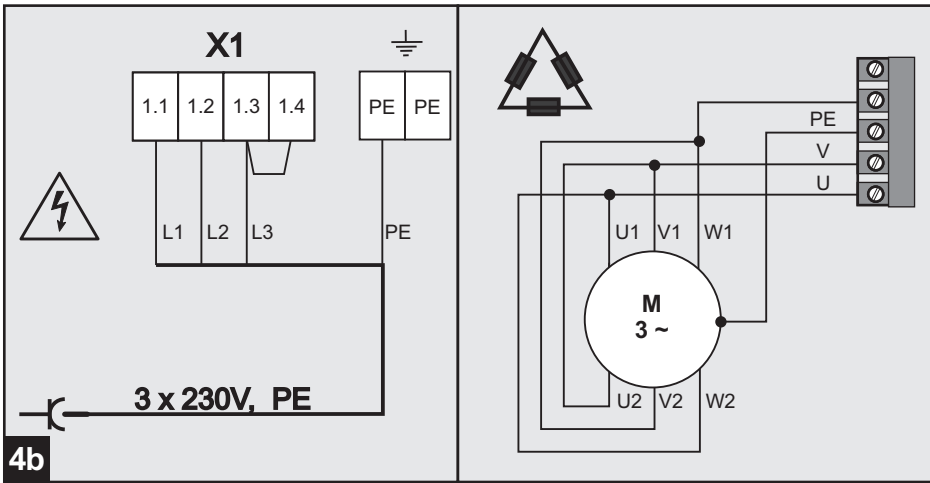 X1
1.1 1.2 1.3 1.4 PE PE
L1 L2 L3 PE
3 x 230V, PE
4b
PE
V
U
U1 V1 W1
M
3 ~
U2 V2 W2